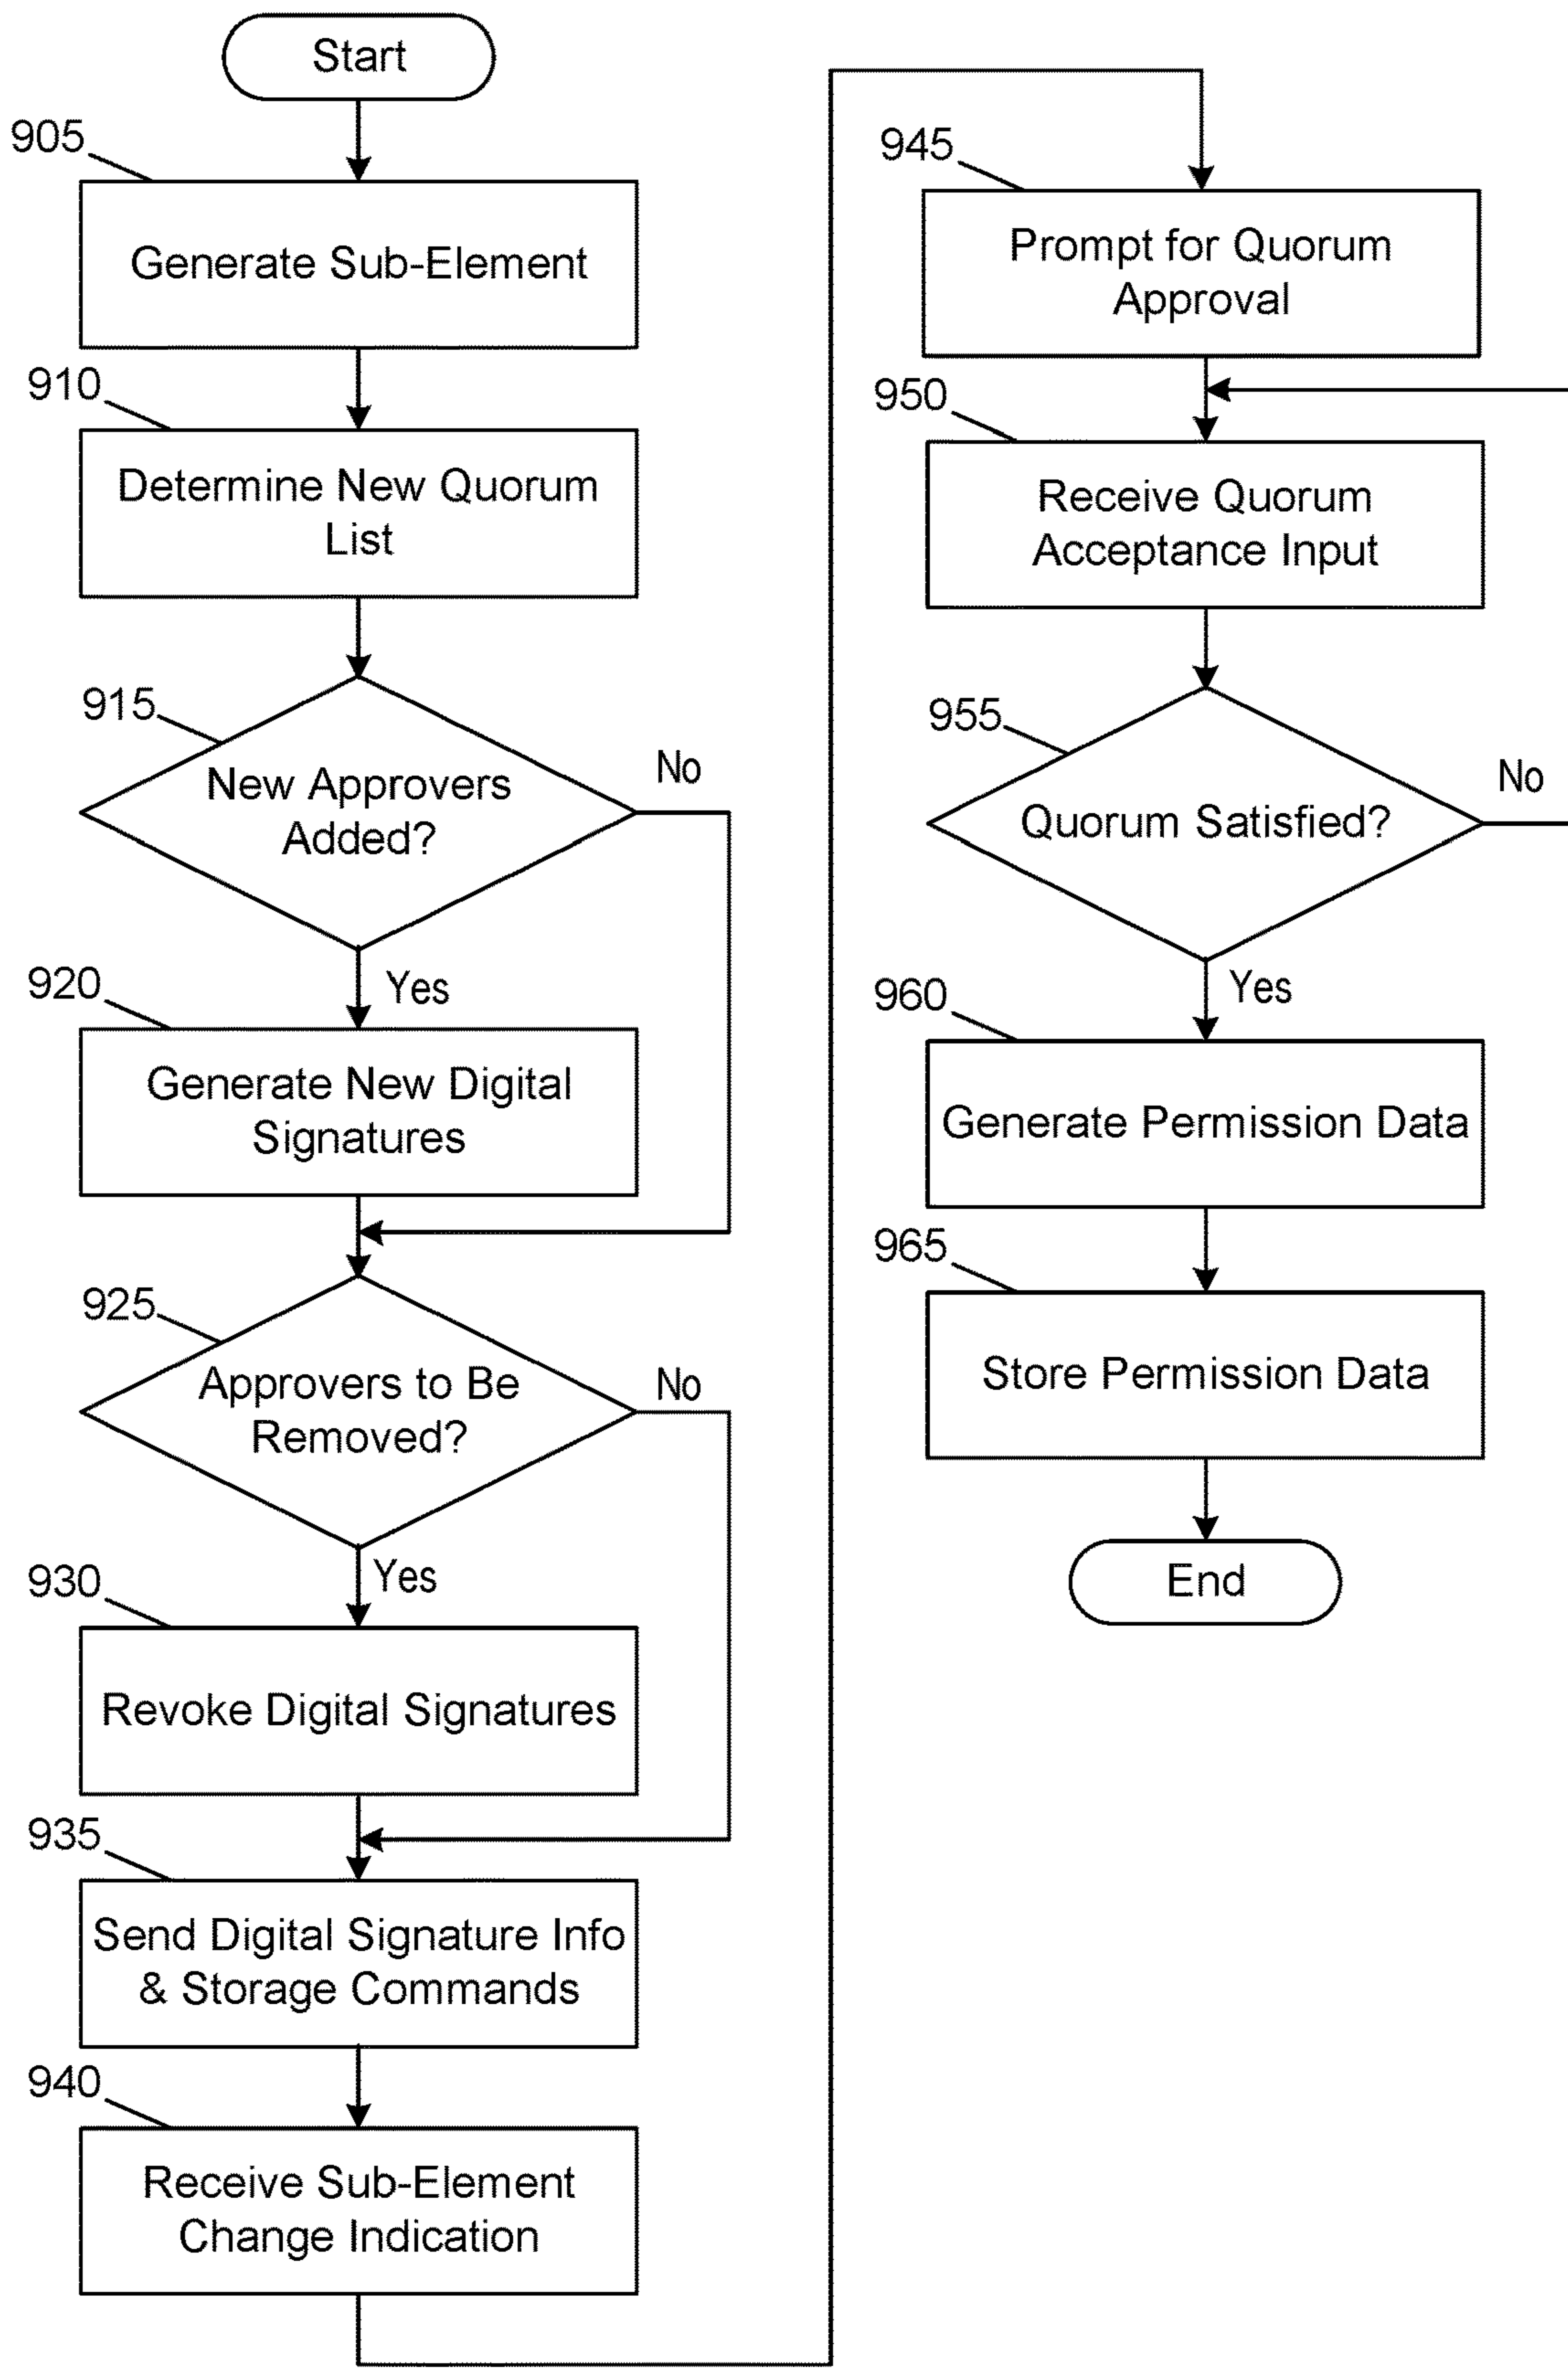 Start
905
Generate Sub-Element
910
Determine New Quorum
List
915
New Approvers
Added?
No
Yes
920
Generate New Digital
Signatures
925
Approvers to Be
Removed?
No
Yes
930
Revoke Digital Signatures
935
Send Digital Signature Info
& Storage Commands
940
Receive Sub-Element
Change Indication
945
Prompt for Quorum
Approval
950
Receive Quorum
Acceptance Input
955
Quorum Satisfied?
No
Yes
960
Generate Permission Data
965
Store Permission Data
End